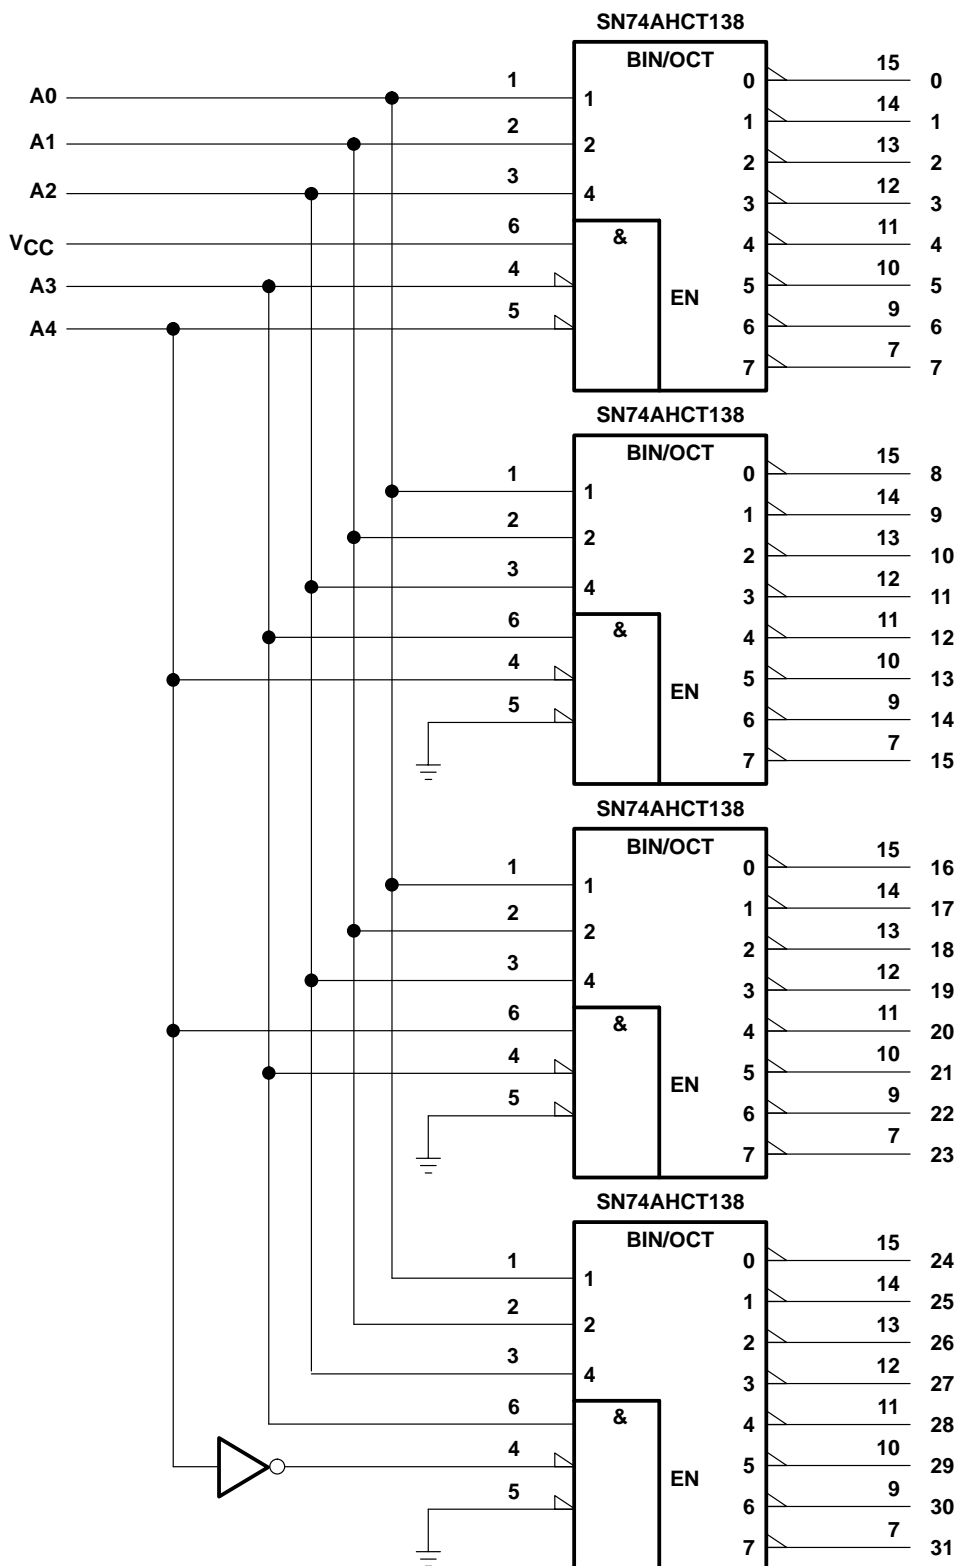 SN74AHCT138
BIN/OCT
A0 1 1 0 15 0
A1 2 2 1 14 1
2 13 2
A2 3 4 3 12 3
VCC 6 & 4 11 4
A3 4 EN 5 10 5
A4 5 6 9 6
7 7 7
SN74AHCT138
BIN/OCT
1 1 0 15 8
1 14 9
2 2 2 13 10
3 4 3 12 11
6 & 4 11 12
4 EN 5 10 13
5 6 9 14
7 7 15
SN74AHCT138
BIN/OCT
1 1 0 15 16
1 14 17
2 2 2 13 18
3 4 3 12 19
6 & 4 11 20
4 EN 5 10 21
5 6 9 22
7 7 23
SN74AHCT138
BIN/OCT
1 1 0 15 24
1 14 25
2 2 2 13 26
3 4 3 12 27
6 & 4 11 28
4 EN 5 10 29
5 6 9 30
7 7 31